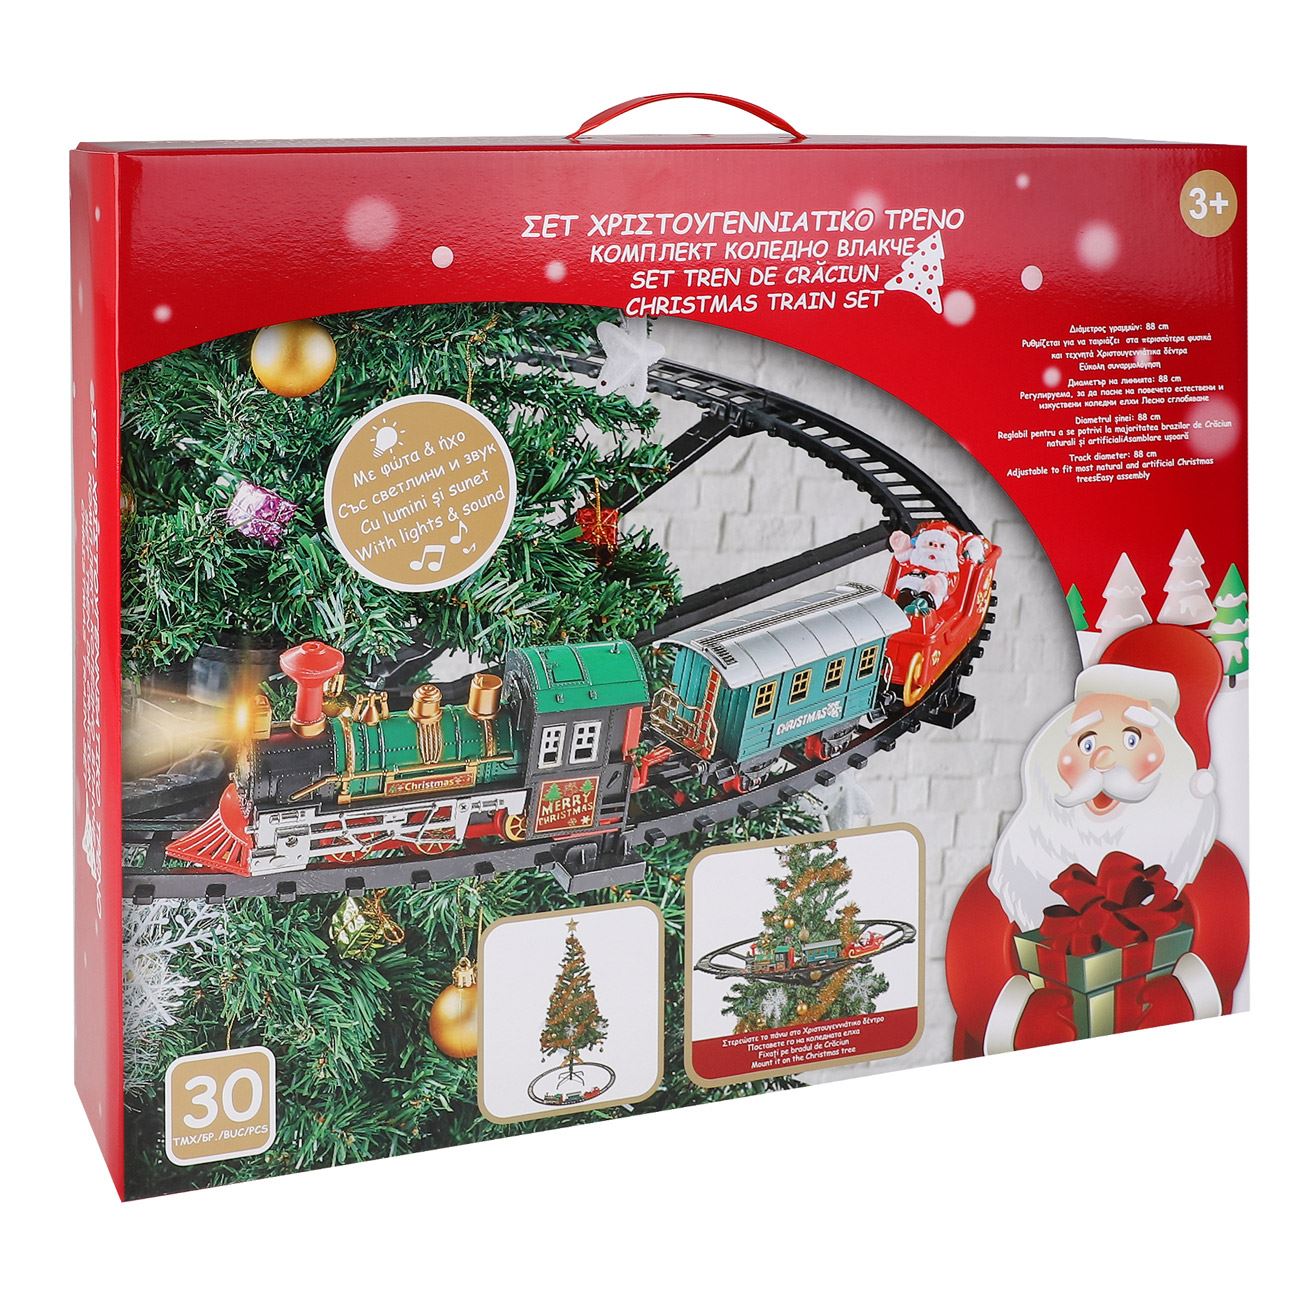 ΣΕΤ ΧΡΙΣΤΟΥΓΕΝΝΙΑΤΙΚΟ ΤΡΕΝΟ
КОМПЛЕКТ КОЛЕДНО ВЛАКЧЕ
SET TREN DE CRĂCIUN
CHRISTMAS TRAIN SET
3+
Διάμετρος γραμμών: 88 cm
Ρυθμίζεται για να ταιριάζει στα περισσότερα φυσικά
και τεχνητά Χριστουγεννιάτικα δέντρα
Εύκολη συναρμολόγηση
Диаметър на линията: 88 cm
Регулируема, за да пасне на повечето естествени и
изкуствени коледни елхи Лесно сглобяване
Diametrul șinei: 88 cm
Reglabil pentru a se potrivi la majoritatea brazilor de Crăciun
naturali și artificialiAsamblare ușoară
Track diameter: 88 cm
Adjustable to fit most natural and artificial Christmas
treesEasy assembly
Με φώτα & ήχο
Със светлини и звук
Cu lumini și sunet
With lights & sound
CHRISTMAS
Christmas
MERRY
CHRISTMAS
Στερεώστε το πάνω στο Χριστουγεννιάτικο δέντρο
Поставете го на коледната елха
Fixați pe bradul de Crăciun
Mount it on the Christmas tree
30
ΤΜΧ/БР./BUC/PCS